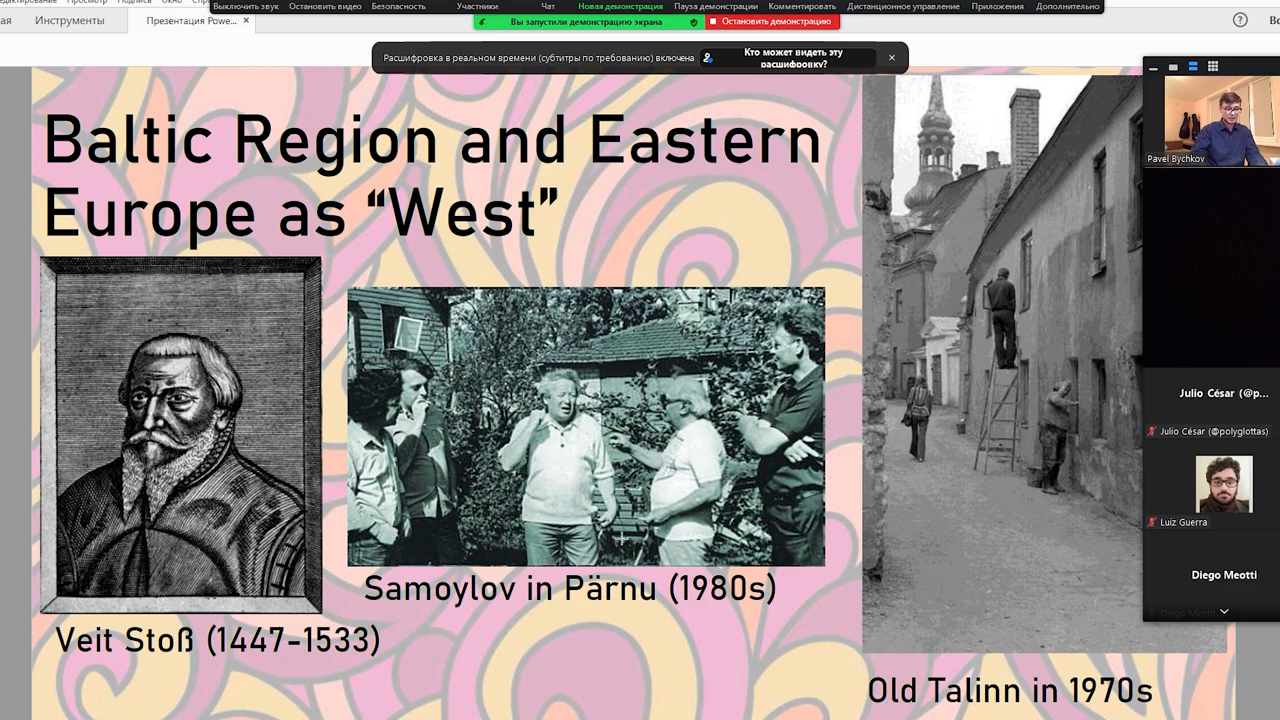 Выключить звук Остановить видео Безопасность Участники Чат Новая демонстрация Пауза демонстрации Комментировать Дистанционное управление Приложения Дополнительно
Инструменты
Презентация Powe... ×
Вы запустили демонстрацию экрана
Остановить демонстрацию
Расшифровка в реальном времени (субтитры по требованию) включена
Кто может видеть эту
расшифровку?
Baltic Region and Eastern
Europe as “West”
Samoylov in Pärnu (1980s)
Veit Stoß (1447-1533)
Old Talinn in 1970s
Pavel Bychkov
Julio César (@p...
Julio César (@polyglottas)
Luiz Guerra
Diego Meotti
Diego Meotti